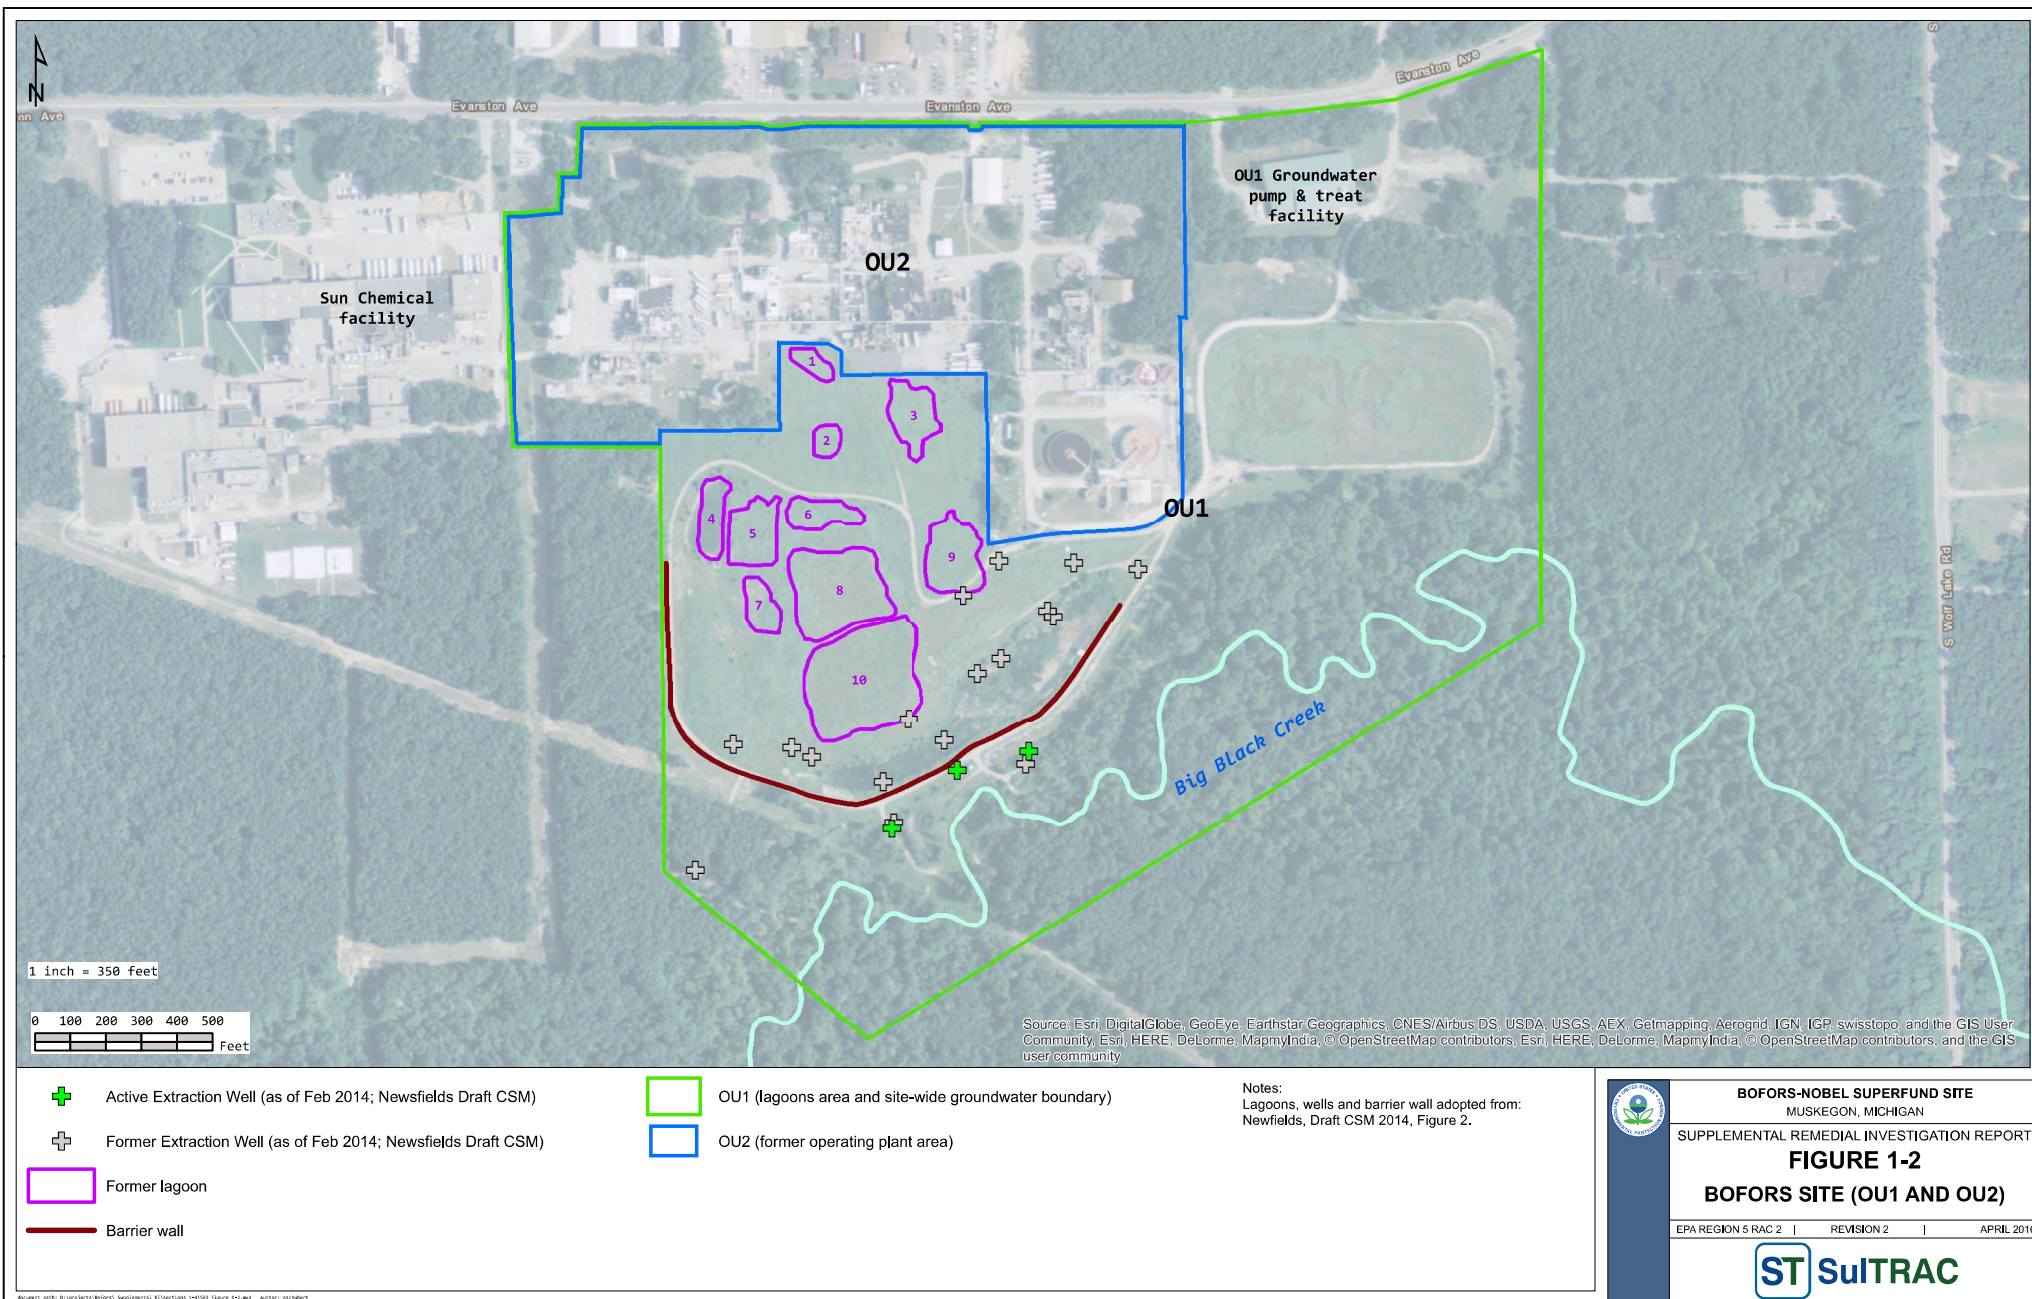 N
on Ave
Evanston Ave
Evanston Ave
Evanston Ave
S
OU1 Groundwater
pump & treat
facility
OU2
Sun Chemical
facility
1
3
2
4
5
6
OU1
9
8
7
10
S Wolf Lake Rd
Big Black Creek
1 inch = 350 feet
0 100 200 300 400 500
Feet
Source: Esri, DigitalGlobe, GeoEye, Earthstar Geographics, CNES/Airbus DS, USDA, USGS, AEX, Getmapping, Aerogrid, IGN, IGP, swisstopo, and the GIS User
Community, Esri, HERE, DeLorme, MapmyIndia, © OpenStreetMap contributors, Esri, HERE, DeLorme, MapmyIndia, © OpenStreetMap contributors, and the GIS
user community
Active Extraction Well (as of Feb 2014; Newsfields Draft CSM)
Former Extraction Well (as of Feb 2014; Newsfields Draft CSM)
Former lagoon
Barrier wall
OU1 (lagoons area and site-wide groundwater boundary)
OU2 (former operating plant area)
Notes:
Lagoons, wells and barrier wall adopted from:
Newfields, Draft CSM 2014, Figure 2.
BOFORS-NOBEL SUPERFUND SITE
MUSKEGON, MICHIGAN
SUPPLEMENTAL REMEDIAL INVESTIGATION REPORT
FIGURE 1-2
BOFORS SITE (OU1 AND OU2)
EPA REGION 5 RAC 2 | REVISION 2 | APRIL 2016
ST SulTRAC